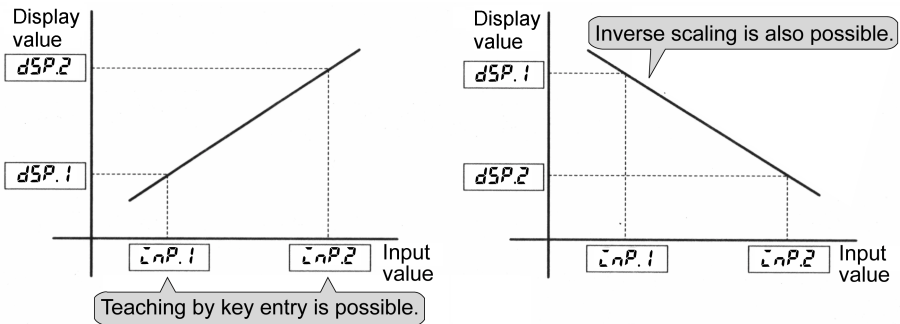 Display
value
dSP.2
dSP.1
inP.1
inP.2
Input
value
Teaching by key entry is possible.
Display
value
Inverse scaling is also possible.
dSP.1
dSP.2
inP.1
inP.2
Input
value